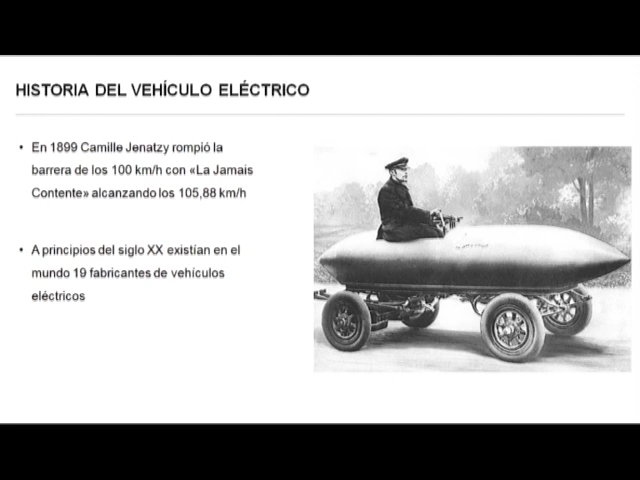 HISTORIA DEL VEHÍCULO ELÉCTRICO
• En 1899 Camille Jenatzy rompió la
barrera de los 100 km/h con «La Jamais
Contente» alcanzando los 105,88 km/h
• A principios del siglo XX existían en el
mundo 19 fabricantes de vehículos
eléctricos